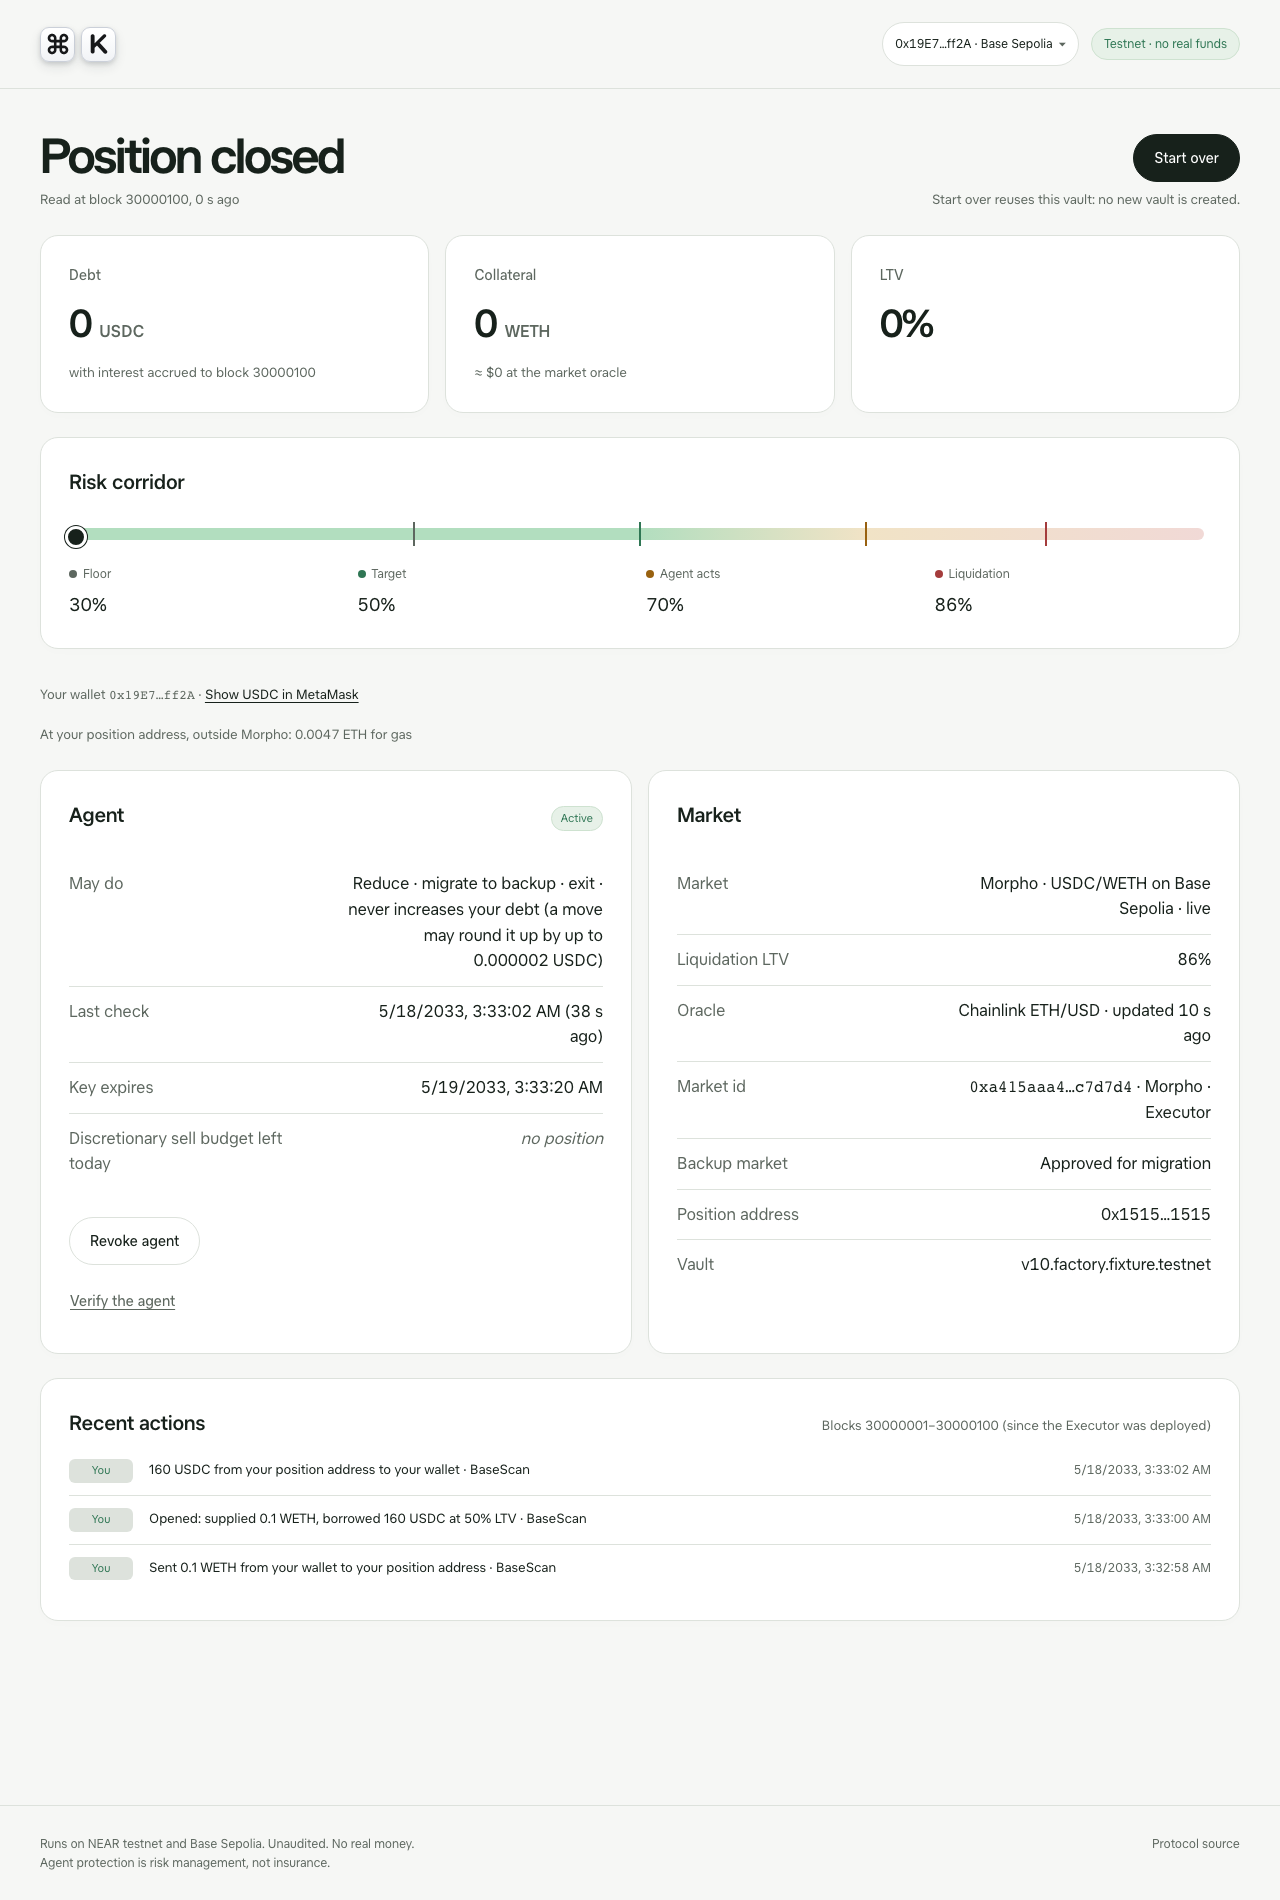 ⌘ K
0x19E7…ff2A · Base Sepolia
Testnet · no real funds
Position closed
Start over
Read at block 30000100, 0 s ago
Start over reuses this vault: no new vault is created.
Debt
0 USDC
with interest accrued to block 30000100
Collateral
0 WETH
≈ $0 at the market oracle
LTV
0%
Risk corridor
Floor
30%
Target
50%
Agent acts
70%
Liquidation
86%
Your wallet 0x19E7…ff2A · Show USDC in MetaMask
At your position address, outside Morpho: 0.0047 ETH for gas
Agent
Active
May do
Reduce · migrate to backup · exit ·
never increases your debt (a move
may round it up by up to
0.000002 USDC)
Last check
5/18/2033, 3:33:02 AM (38 s
ago)
Key expires
5/19/2033, 3:33:20 AM
Discretionary sell budget left
today
no position
Revoke agent
Verify the agent
Market
Market
Morpho · USDC/WETH on Base
Sepolia · live
Liquidation LTV
86%
Oracle
Chainlink ETH/USD · updated 10 s
ago
Market id
0xa415aaa4…c7d7d4 · Morpho ·
Executor
Backup market
Approved for migration
Position address
0x1515…1515
Vault
v10.factory.fixture.testnet
Recent actions
Blocks 30000001–30000100 (since the Executor was deployed)
You
160 USDC from your position address to your wallet · BaseScan
5/18/2033, 3:33:02 AM
You
Opened: supplied 0.1 WETH, borrowed 160 USDC at 50% LTV · BaseScan
5/18/2033, 3:33:00 AM
You
Sent 0.1 WETH from your wallet to your position address · BaseScan
5/18/2033, 3:32:58 AM
Runs on NEAR testnet and Base Sepolia. Unaudited. No real money.
Agent protection is risk management, not insurance.
Protocol source